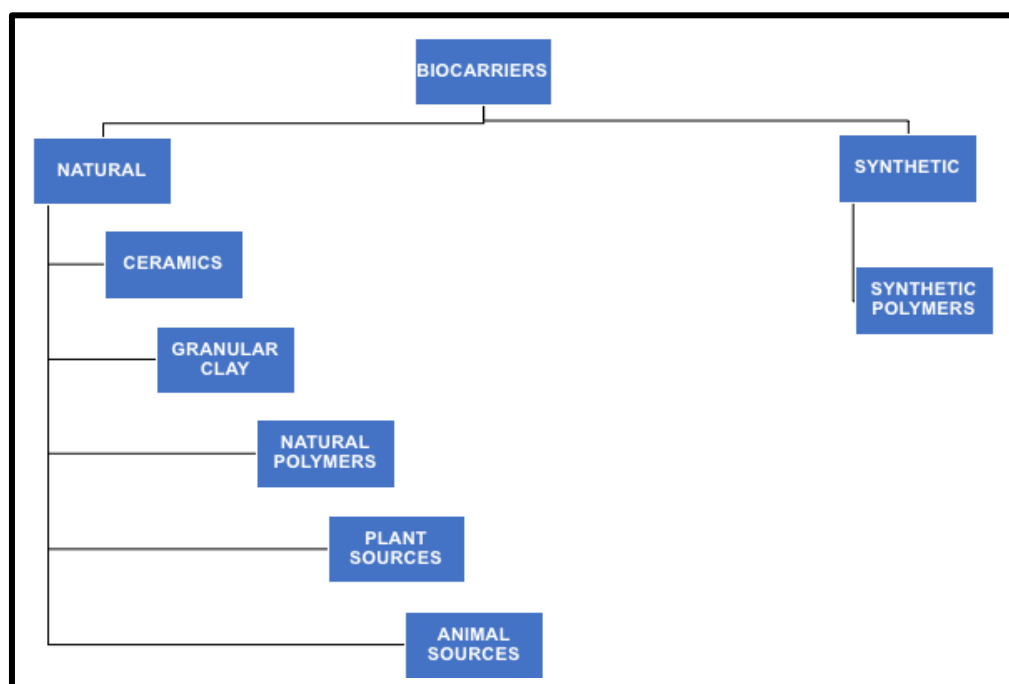 BIOCARRIERS
NATURAL
SYNTHETIC
CERAMICS
SYNTHETIC
POLYMERS
GRANULAR
CLAY
NATURAL
POLYMERS
PLANT
SOURCES
ANIMAL
SOURCES